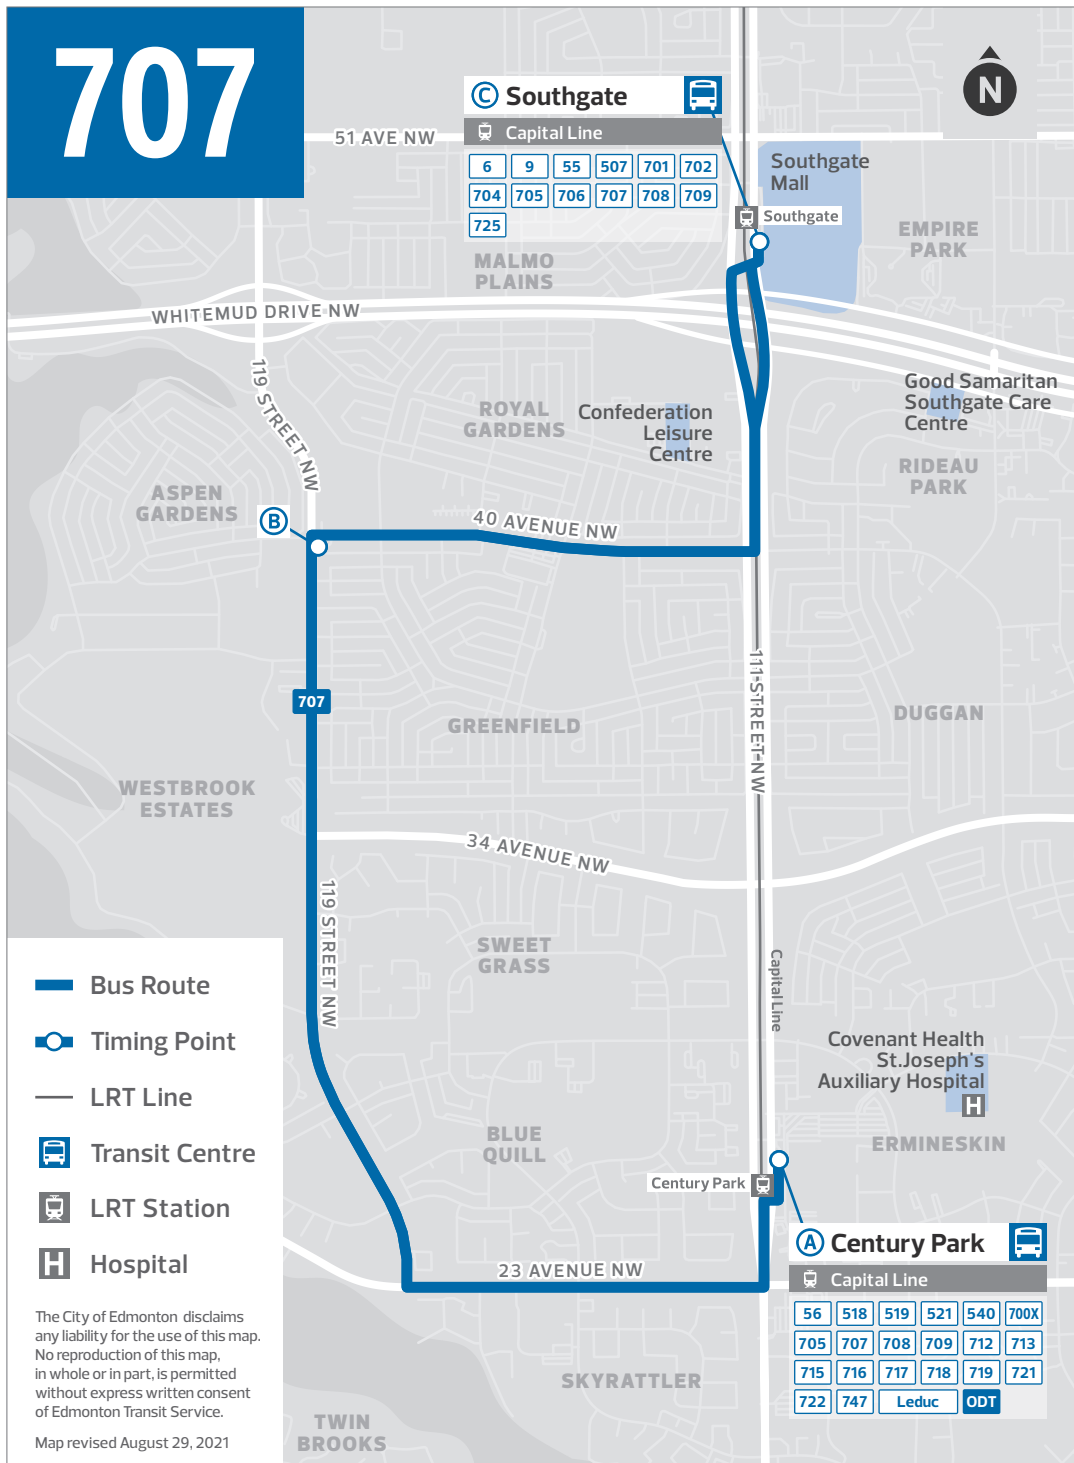 707
N
C Southgate
Capital Line
6 9 55 507 701 702
704 705 706 707 708 709
725
51 AVE NW
Southgate
Mall
Southgate
EMPIRE
PARK
MALMO
PLAINS
WHITEMUD DRIVE NW
119 STREET NW
Good Samaritan
Southgate Care
Centre
ROYAL
GARDENS
Confederation
Leisure
Centre
RIDEAU
PARK
ASPEN
GARDENS
B
40 AVENUE NW
111 STREET NW
707
GREENFIELD
DUGGAN
WESTBROOK
ESTATES
34 AVENUE NW
119 STREET NW
SWEET
GRASS
Capital Line
Covenant Health
St.Joseph's
Auxiliary Hospital
H
ERMINESKIN
BLUE
QUILL
Century Park
A Century Park
Capital Line
56 518 519 521 540 700X
705 707 708 709 712 713
715 716 717 718 719 721
722 747 Leduc ODT
23 AVENUE NW
SKYRATTLER
TWIN
BROOKS
Bus Route
Timing Point
LRT Line
Transit Centre
LRT Station
H Hospital
The City of Edmonton disclaims
any liability for the use of this map.
No reproduction of this map,
in whole or in part, is permitted
without express written consent
of Edmonton Transit Service.
Map revised August 29, 2021